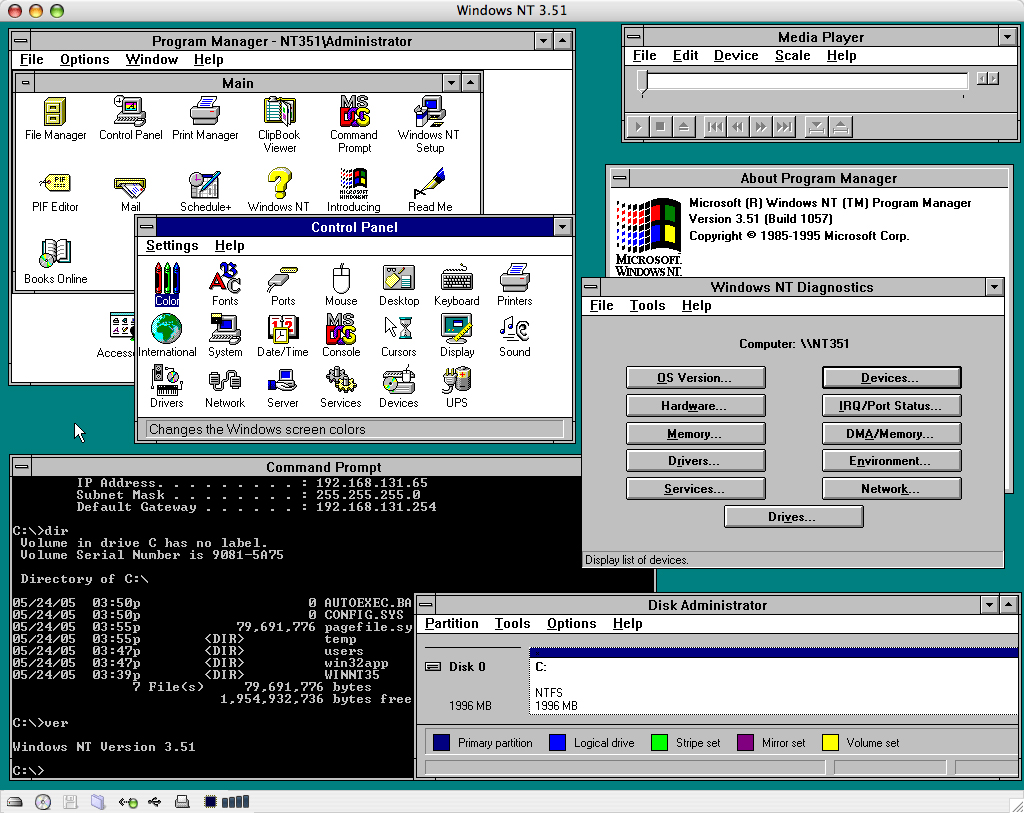 Windows NT 3.51
Program Manager - NT351\Administrator
File Options Window Help
Main
File Manager
Control Panel
Print Manager
ClipBook
Viewer
Command
Prompt
Windows NT
Setup
PIF Editor
Mail
Schedule+
Windows NT
Introducing
Read Me
Books Online
Access
Media Player
File Edit Device Scale Help
About Program Manager
MICROSOFT.
WINDOWS NT.
Microsoft (R) Windows NT (TM) Program Manager
Version 3.51 (Build 1057)
Copyright © 1985-1995 Microsoft Corp.
Control Panel
Settings Help
Color Fonts Ports Mouse Desktop Keyboard Printers
International System Date/Time Console Cursors Display Sound
Drivers Network Server Services Devices UPS
Changes the Windows screen colors
Windows NT Diagnostics
File Tools Help
Computer: \\NT351
OS Version... Devices...
Hardware... IRQ/Port Status...
Memory... DMA/Memory...
Drivers... Environment...
Services... Network...
Drives...
Display list of devices.
Command Prompt
IP Address. . . . . . . . . : 192.168.131.65
Subnet Mask . . . . . . . . : 255.255.255.0
Default Gateway . . . . . . : 192.168.131.254
C:\>dir
Volume in drive C has no label.
Volume Serial Number is 9081-5A75
Directory of C:\
05/24/05 03:50p 0 AUTOEXEC.BA
05/24/05 03:50p 0 CONFIG.SYS
05/24/05 03:55p 79,691,776 pagefile.sy
05/24/05 03:55p <DIR> temp
05/24/05 03:47p <DIR> users
05/24/05 03:47p <DIR> win32app
05/24/05 03:39p <DIR> WINNT35
7 File(s) 79,691,776 bytes
1,954,932,736 bytes free
C:\>ver
Windows NT Version 3.51
C:\>
Disk Administrator
Partition Tools Options Help
Disk 0
1996 MB
C:
NTFS
1996 MB
Primary partition Logical drive Stripe set Mirror set Volume set